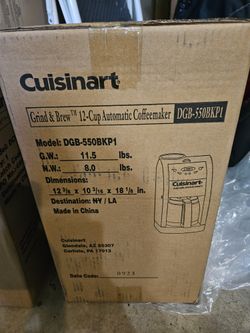 Cuisinart
Grind & Brew™ 12-Cup Automatic Coffeemaker DGB-550BKP1
Model: DGB-550BKP1
G.W.: 11.5 lbs.
N.W.: 8.0 lbs.
Dimensions:
Destination: NY / LA
Made in China
Cuisinart
Glendale, AZ 85307
Carlisle, PA 17013
Date Code: 0921